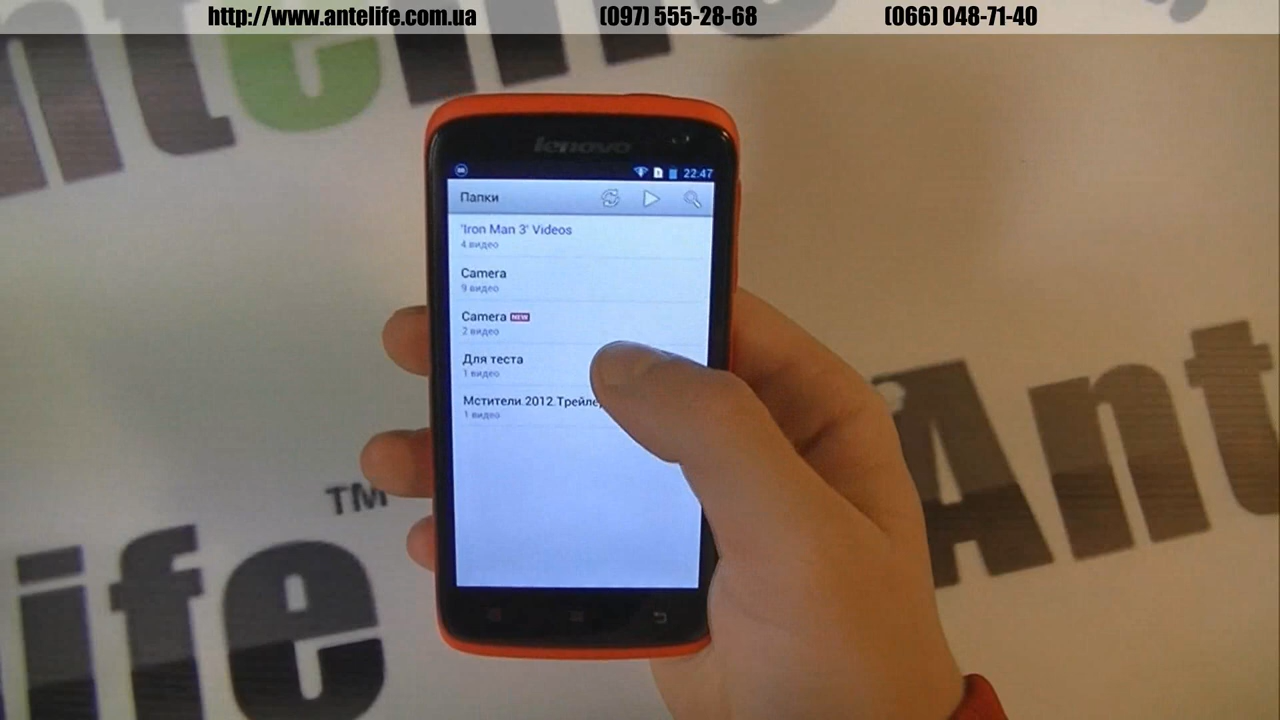 http://www.antelife.com.ua (097) 555-28-68 (066) 048-71-40
lenovo
22:47
Папки
'Iron Man 3' Videos
4 видео
Camera
9 видео
Camera NEW
2 видео
Для теста
1 видео
Мстители.2012.Трейле
1 видео
TM
Ant
ife